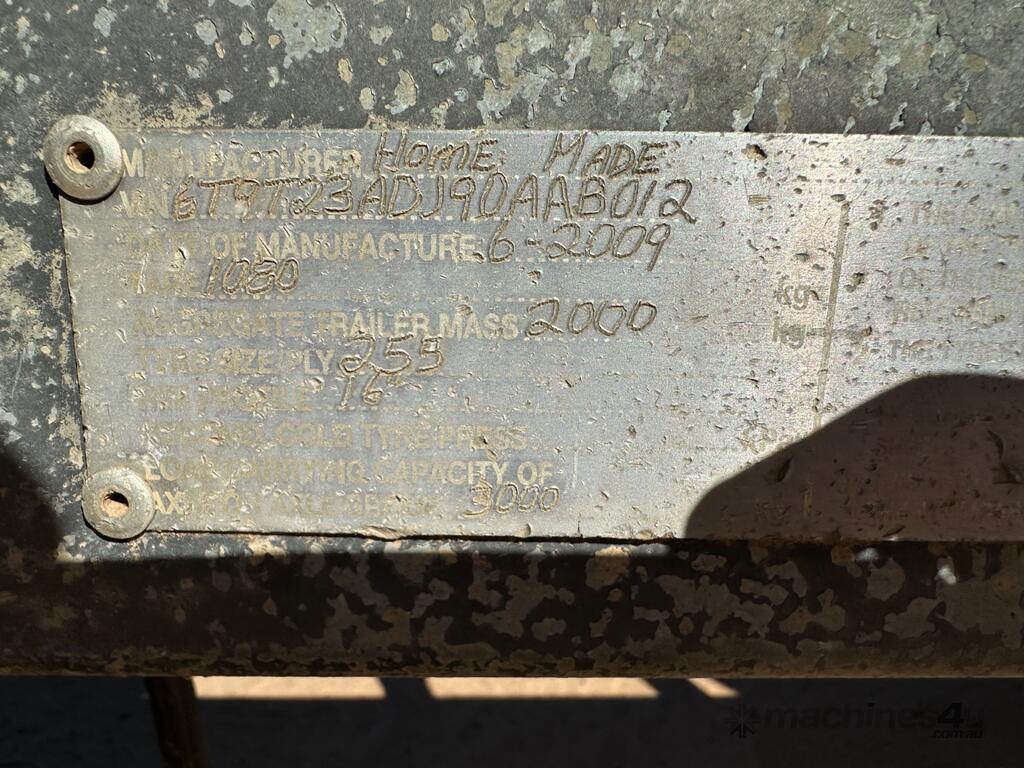 MANUFACTURER Home MADE
VIN 6T9T23ADJ90AAB012
DATE OF MANUFACTURE 6-2009
TARE 1080 kg
AGGREGATE TRAILER MASS 2000 kg
TYRE SIZE/PLY 255
16"
COLD TYRE PRESS
CARRYING CAPACITY OF
3000
machines4u
.com.au